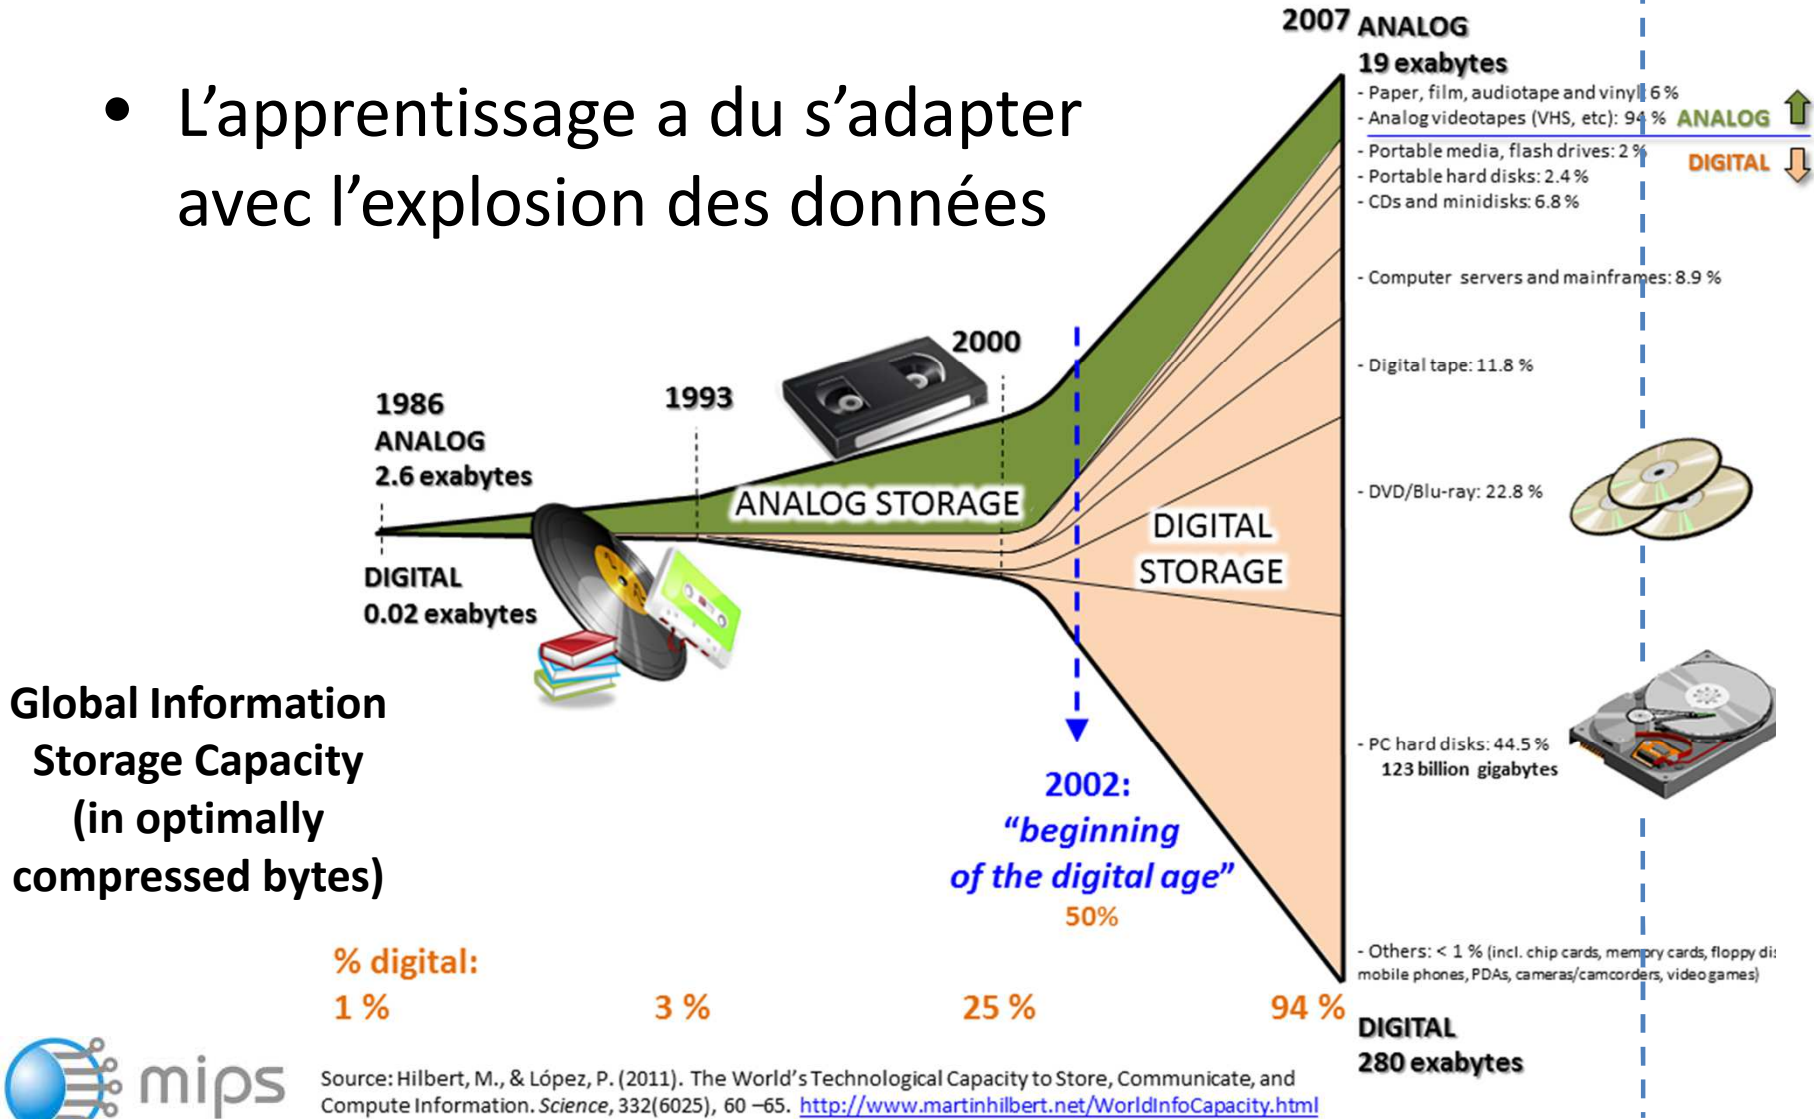 • L’apprentissage a du s’adapter
avec l’explosion des données
2007
ANALOG
19 exabytes
- Paper, film, audiotape and vinyl: 6 %
- Analog videotapes (VHS, etc): 94 %
ANALOG
- Portable media, flash drives: 2 %
DIGITAL
- Portable hard disks: 2.4 %
- CDs and minidisks: 6.8 %
- Computer servers and mainframes: 8.9 %
- Digital tape: 11.8 %
- DVD/Blu-ray: 22.8 %
- PC hard disks: 44.5 %
123 billion gigabytes
- Others: < 1 % (incl. chip cards, memory cards, floppy
mobile phones, PDAs, cameras/camcorders, video games)
DIGITAL
280 exabytes
1986
ANALOG
2.6 exabytes
1993
2000
ANALOG STORAGE
DIGITAL
STORAGE
DIGITAL
0.02 exabytes
Global Information
Storage Capacity
(in optimally
compressed bytes)
2002:
“beginning
of the digital age”
50%
% digital:
1 %
3 %
25 %
94 %
mips
Source: Hilbert, M., & López, P. (2011). The World’s Technological Capacity to Store, Communicate, and
Compute Information. Science, 332(6025), 60 –65. http://www.martinhilbert.net/WorldInfoCapacity.html